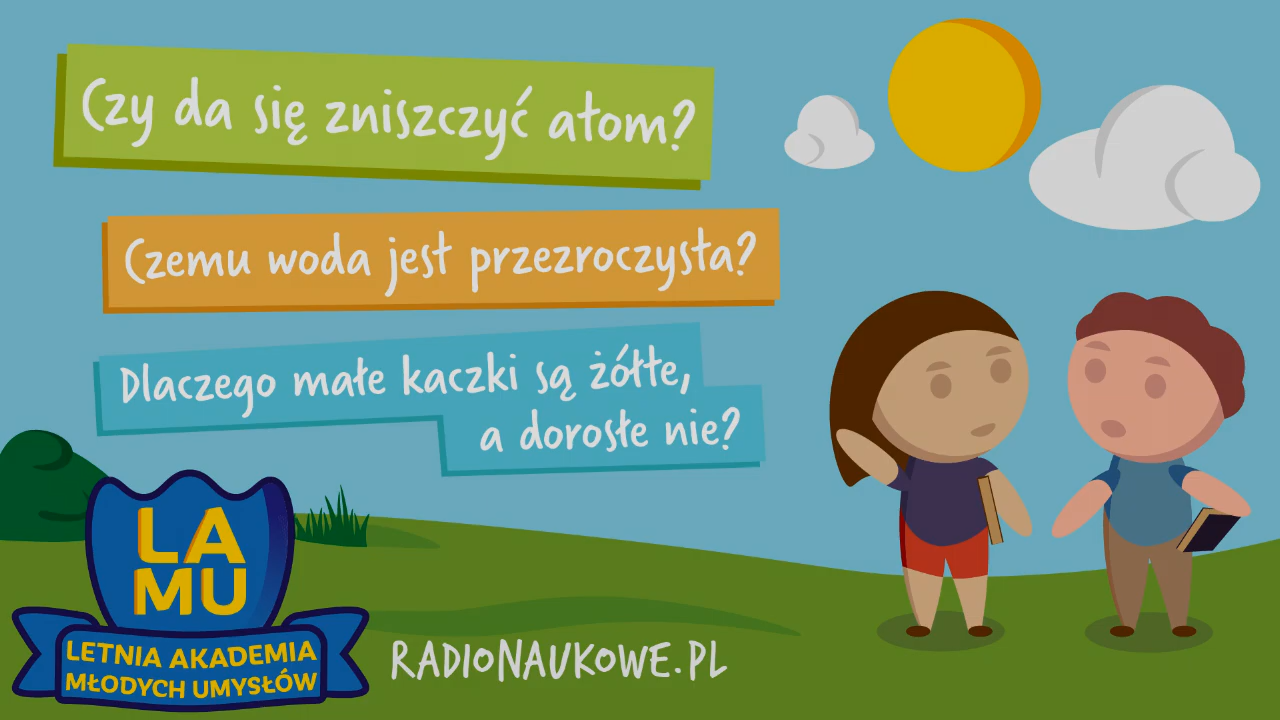 Czy da się zniszczyć atom?
Czemu woda jest przezroczysta?
Dlaczego małe kaczki są żółte,
a dorosłe nie?
LA
MU
LETNIA AKADEMIA
MŁODYCH UMYSŁÓW
RADIONAUKOWE.PL